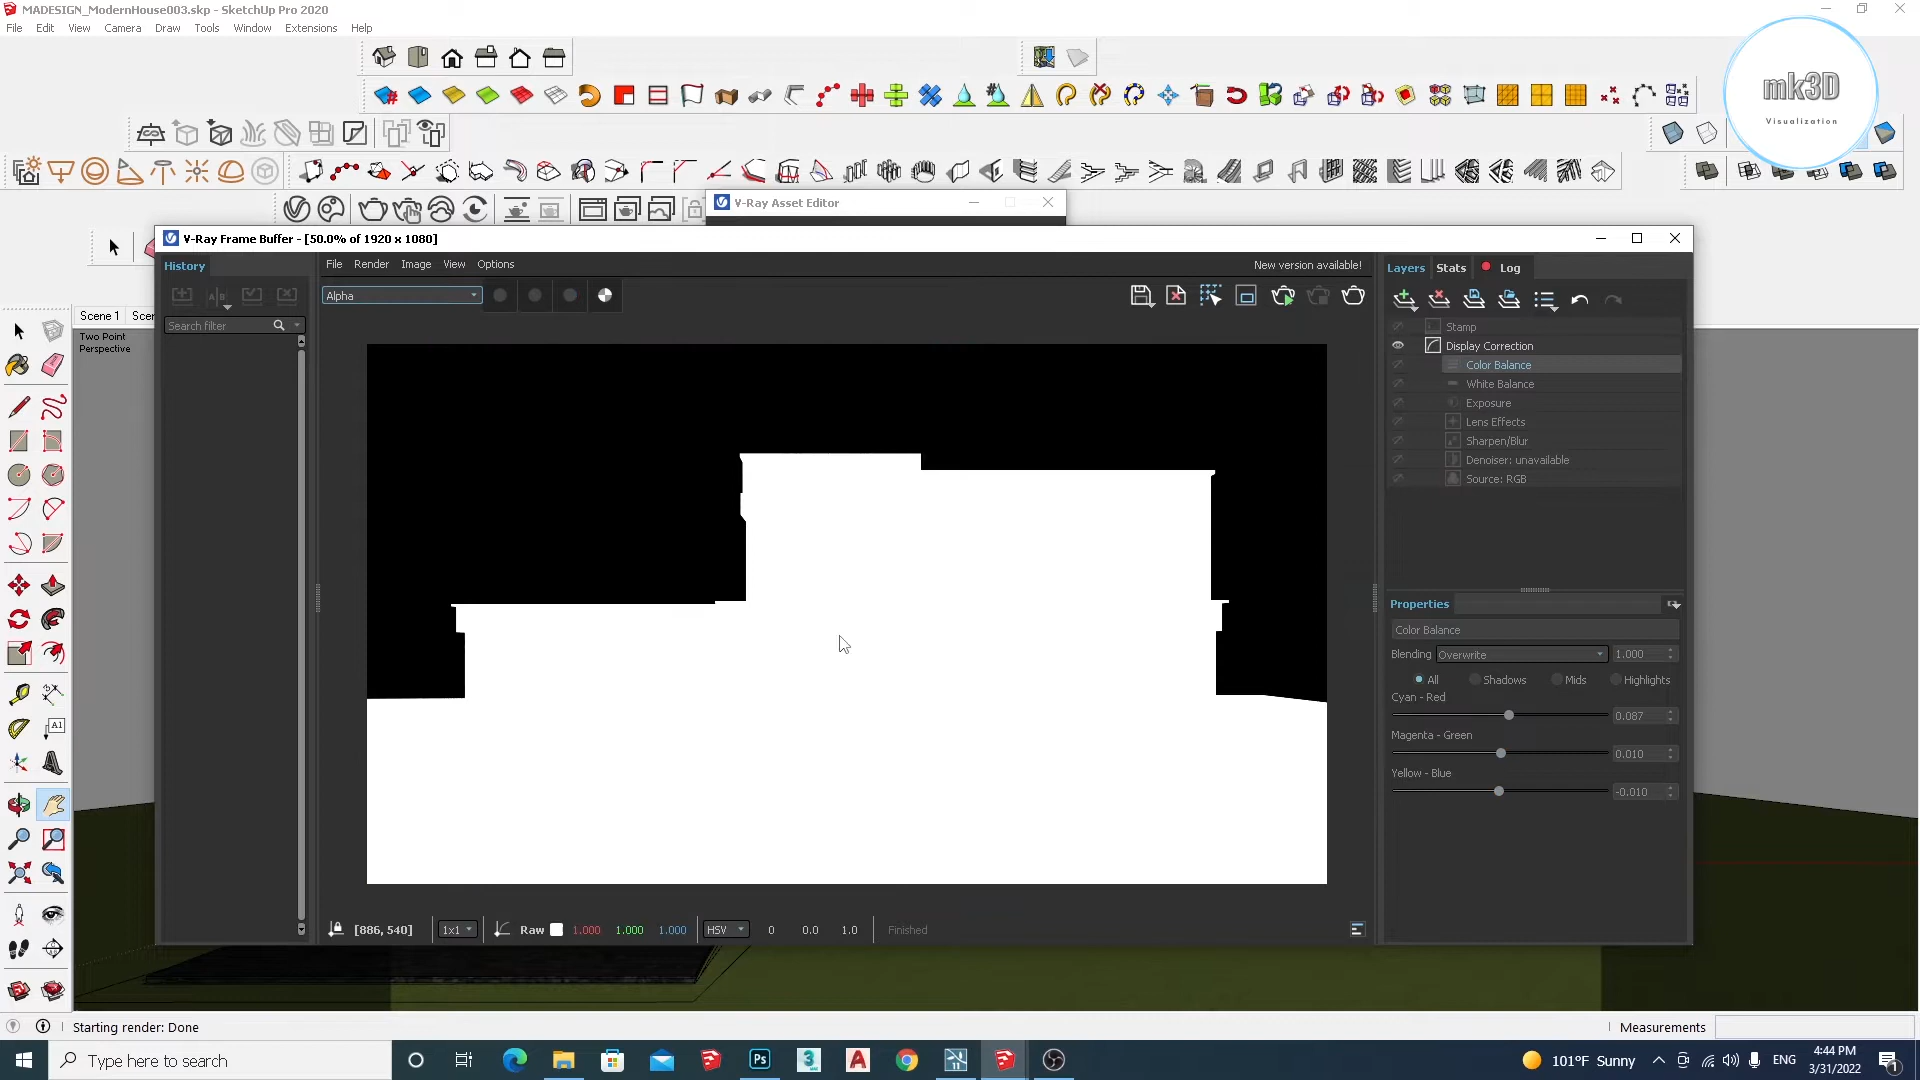 MADESIGN_ModernHouse003.skp - SketchUp Pro 2020
File Edit View Camera Draw Tools Window Extensions Help
mk3D
Visualization
V-Ray Asset Editor
V-Ray Frame Buffer - [50.0% of 1920 x 1080]
History
File Render Image View Options
New version available!
Layers Stats Log
Alpha
Search filter
Scene 1 Scer
Two Point
Perspective
Stamp
Display Correction
Color Balance
White Balance
Exposure
Lens Effects
Sharpen/Blur
Denoiser: unavailable
Source: RGB
Properties
Color Balance
Blending Overwrite 1.000
All Shadows Mids Highlights
Cyan - Red
0.087
Magenta - Green
0.010
Yellow - Blue
-0.010
A1
[886, 540] 1x1 Raw 1.000 1.000 1.000 HSV 0 0.0 1.0 Finished
Starting render: Done
Measurements
Type here to search
Ps
3
A
101°F Sunny
ENG
4:44 PM
3/31/2022
1